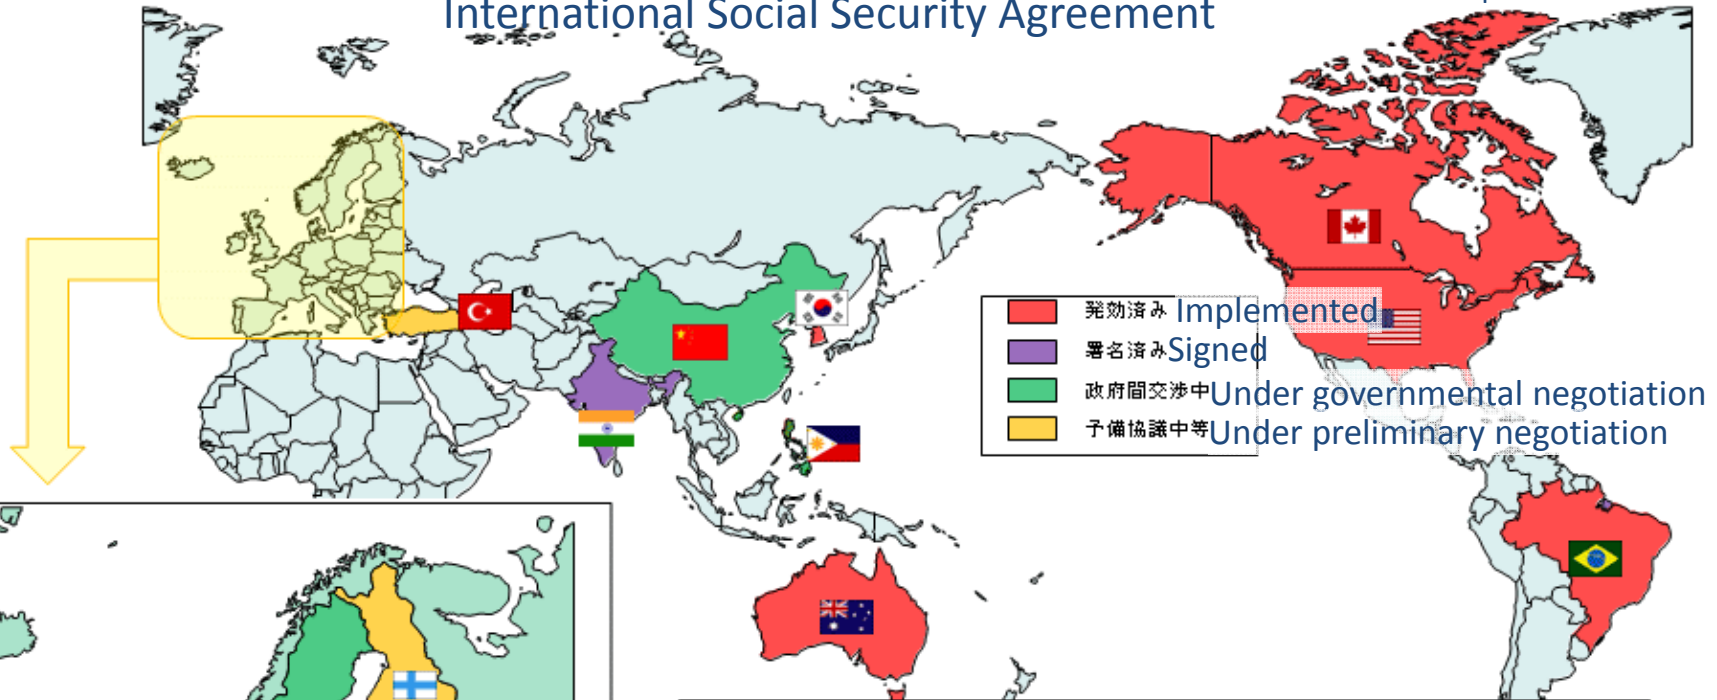 International Social Security Agreement
発効済み Implemented
署名済み Signed
政府間交渉中 Under governmental negotiation
予備協議中等 Under preliminary negotiation